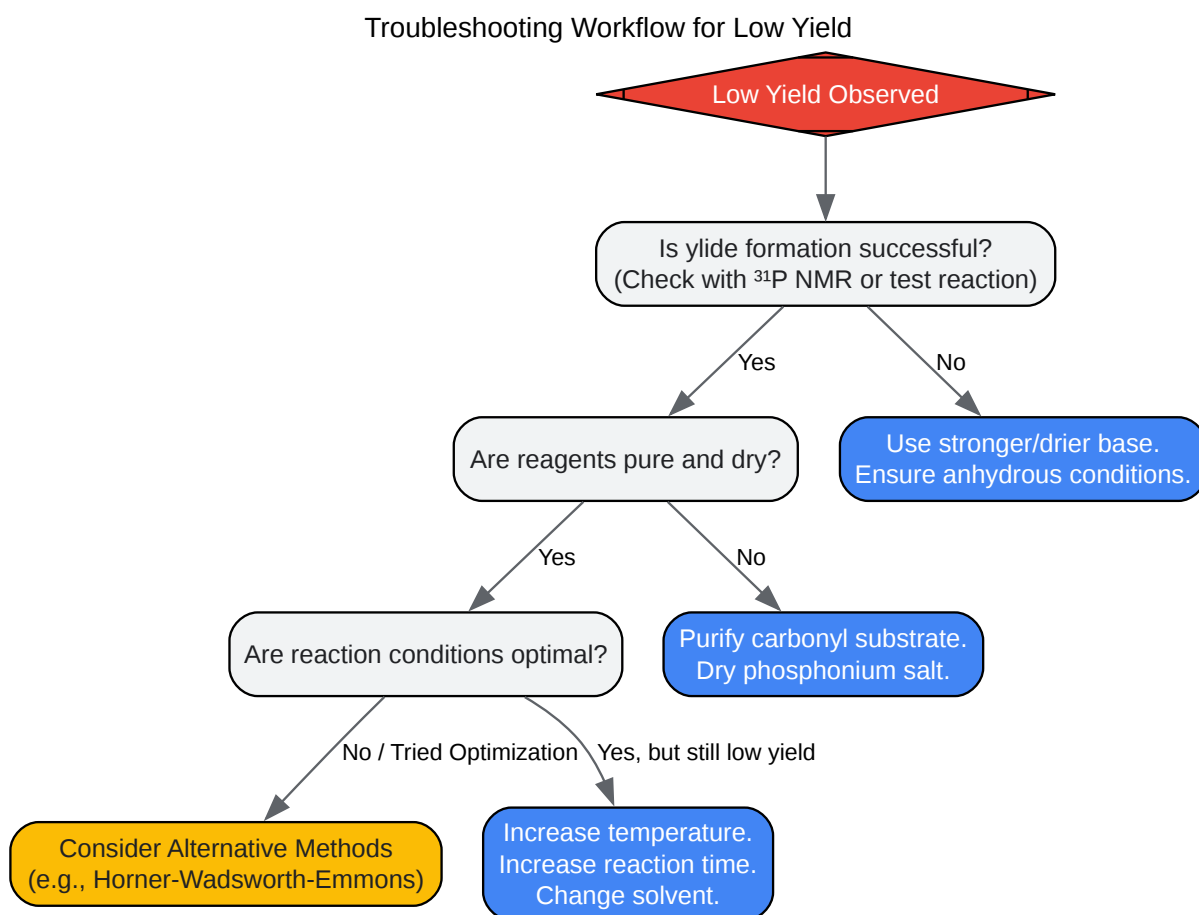 Troubleshooting Workflow for Low Yield
Low Yield Observed
Is ylide formation successful?
(Check with ³¹P NMR or test reaction)
Yes
No
Are reagents pure and dry?
Use stronger/drier base.
Ensure anhydrous conditions.
Yes
No
Are reaction conditions optimal?
Purify carbonyl substrate.
Dry phosphonium salt.
No / Tried Optimization
Yes, but still low yield
Consider Alternative Methods
(e.g., Horner-Wadsworth-Emmons)
Increase temperature.
Increase reaction time.
Change solvent.